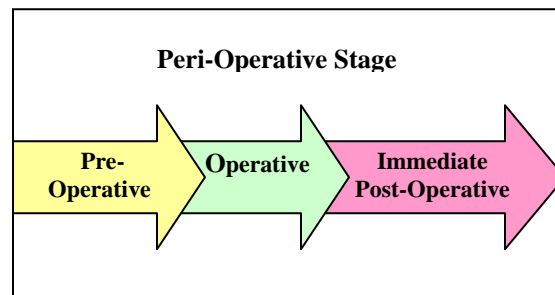 Peri-Operative Stage
Pre-
Operative
Operative
Immediate
Post-Operative